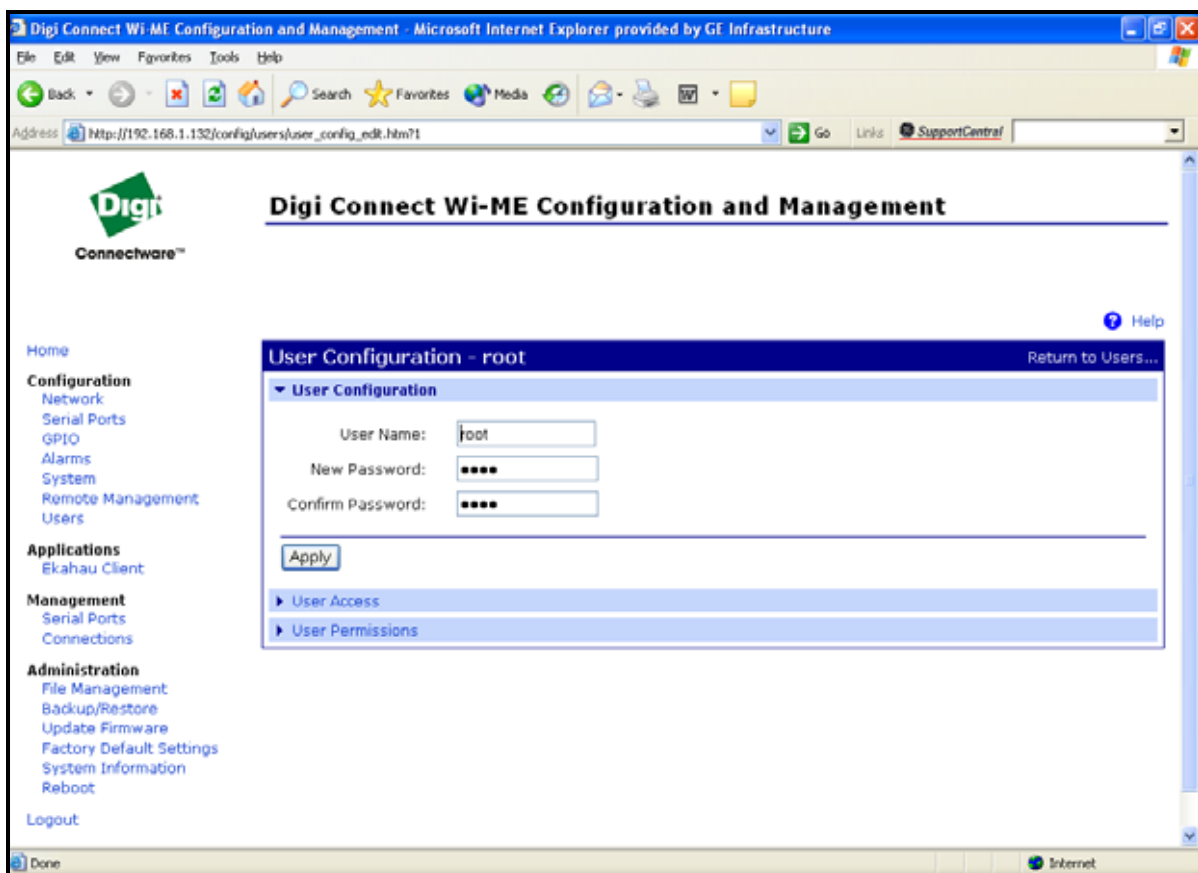 Digi Connect Wi-ME Configuration and Management - Microsoft Internet Explorer provided by GE Infrastructure
File Edit View Favorites Tools Help
Back Search Favorites Media
Address http://192.168.1.132/config/users/user_config_edit.htm?1 Go Links SupportCentral
Digi
Connectware™
Digi Connect Wi-ME Configuration and Management
Help
Home
Configuration
Network
Serial Ports
GPIO
Alarms
System
Remote Management
Users
Applications
Ekahau Client
Management
Serial Ports
Connections
Administration
File Management
Backup/Restore
Update Firmware
Factory Default Settings
System Information
Reboot
Logout
User Configuration - root Return to Users...
User Configuration
User Name: root
New Password: ••••
Confirm Password: ••••
Apply
User Access
User Permissions
Done Internet